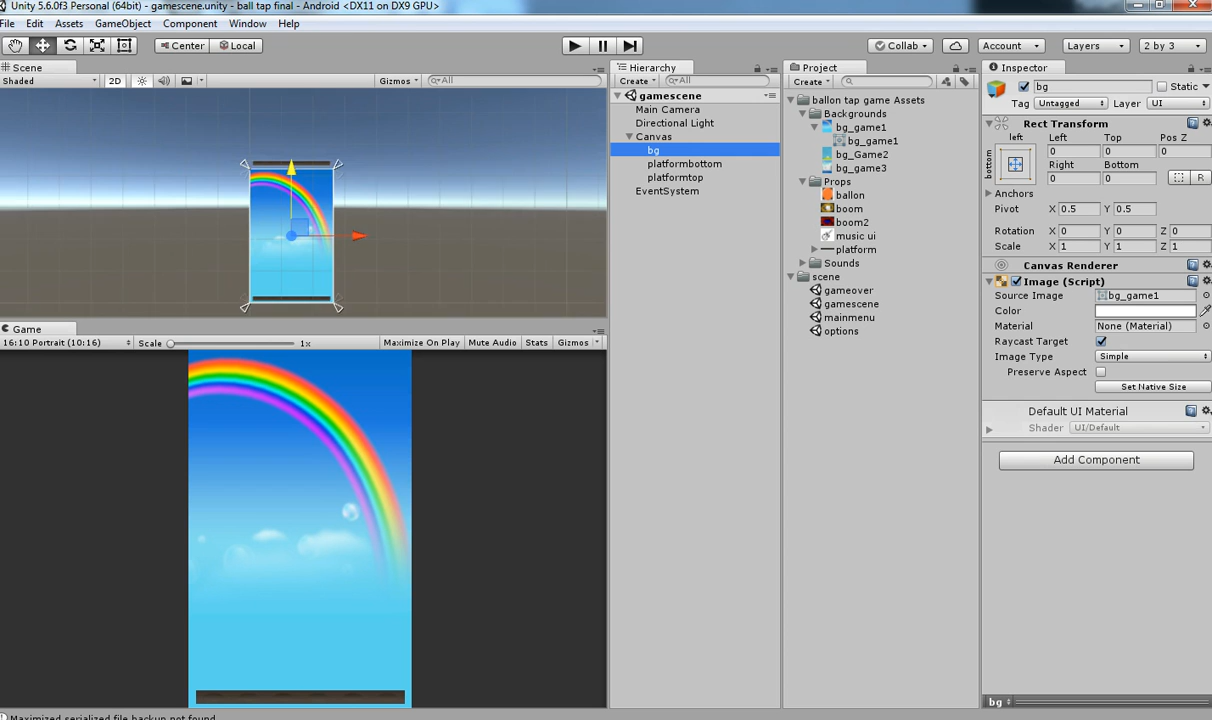 Unity 5.6.0f3 Personal (64bit) - gamescene.unity - ball tap final - Android <DX11 on DX9 GPU>
File Edit Assets GameObject Component Window Help
Center Local Collab Account Layers 2 by 3
Scene
Shaded 2D Gizmos All
Hierarchy
Create All
gamescene
Main Camera
Directional Light
Canvas
bg
platformbottom
platformtop
EventSystem
Project
Create
ballon tap game Assets
Backgrounds
bg_game1
bg_game1
bg_Game2
bg_game3
Props
ballon
boom
boom2
music ui
platform
Sounds
scene
gameover
gamescene
mainmenu
options
Inspector
bg Static
Tag Untagged Layer UI
Rect Transform
left Left Top Pos Z
bottom 0 0 0
Right Bottom
0 0 R
Anchors
Pivot X 0.5 Y 0.5
Rotation X 0 Y 0 Z 0
Scale X 1 Y 1 Z 1
Canvas Renderer
Image (Script)
Source Image bg_game1
Color
Material None (Material)
Raycast Target
Image Type Simple
Preserve Aspect
Set Native Size
Default UI Material
Shader UI/Default
Add Component
bg
Game
16:10 Portrait (10:16) Scale 1x Maximize On Play Mute Audio Stats Gizmos
Maximized serialized file backup not found